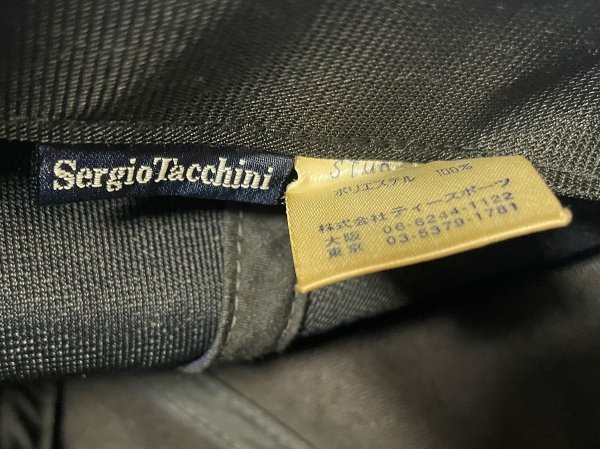 Sergio Tacchini
ポリエステル 100%
株式会社ティースポーツ
大阪 06-6244-1122
東京 03-5379-1781